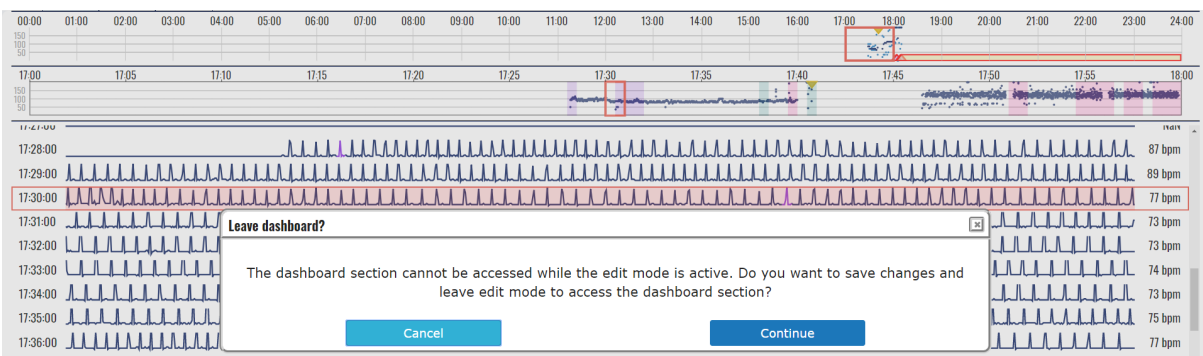 00:00 01:00 02:00 03:00 04:00 05:00 06:00 07:00 08:00 09:00 10:00 11:00 12:00 13:00 14:00 15:00 16:00 17:00 18:00 19:00 20:00 21:00 22:00 23:00 24:00
150
100
50
17:00 17:05 17:10 17:15 17:20 17:25 17:30 17:35 17:40 17:45 17:50 17:55 18:00
150
100
50
17:27:00 NaN
17:28:00 87 bpm
17:29:00 89 bpm
17:30:00 77 bpm
17:31:00 73 bpm
Leave dashboard?
17:32:00 73 bpm
17:33:00 74 bpm
The dashboard section cannot be accessed while the edit mode is active. Do you want to save changes and
leave edit mode to access the dashboard section?
17:34:00 73 bpm
17:35:00 75 bpm
Cancel Continue
17:36:00 77 bpm